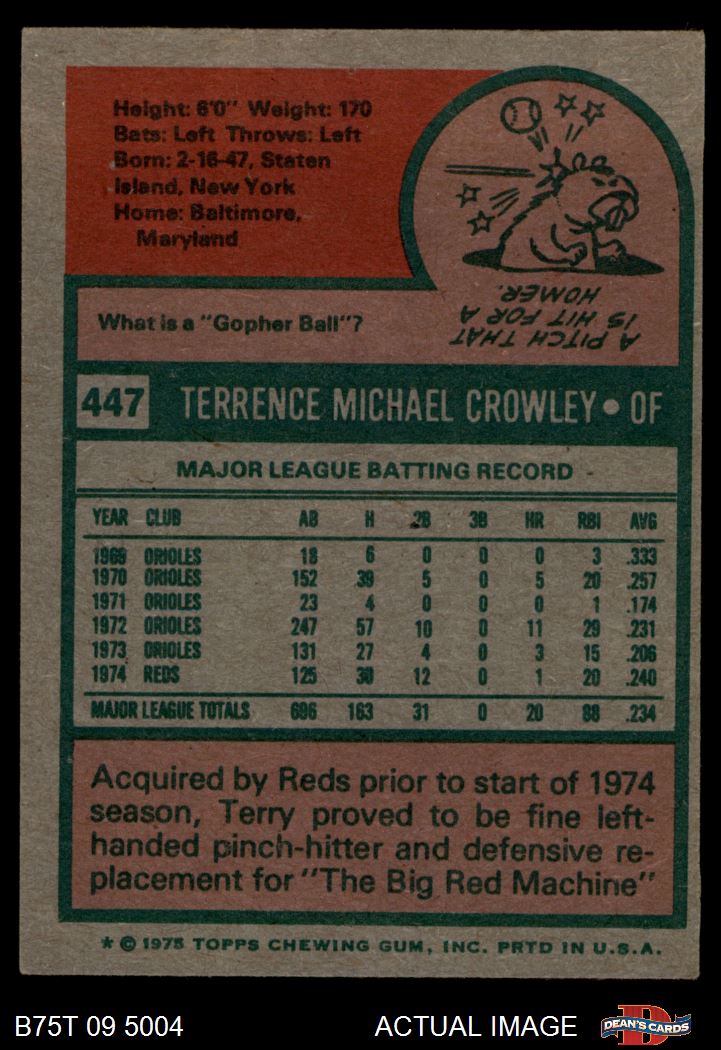 Height: 6'0" Weight: 170
Bats: Left Throws: Left
Born: 2-16-47, Staten
Island, New York
Home: Baltimore,
Maryland
What is a "Gopher Ball"?
A PITCH THAT
IS HIT FOR A
HOMER.
447 TERRENCE MICHAEL CROWLEY • OF
MAJOR LEAGUE BATTING RECORD
YEAR CLUB AB H 2B 3B HR RBI AVG
1969 ORIOLES 18 6 0 0 0 3 .333
1970 ORIOLES 152 39 5 0 5 20 .257
1971 ORIOLES 23 4 0 0 0 1 .174
1972 ORIOLES 247 57 10 0 11 29 .231
1973 ORIOLES 131 27 4 0 3 15 .206
1974 REDS 125 30 12 0 1 20 .240
MAJOR LEAGUE TOTALS 696 163 31 0 20 88 .234
Acquired by Reds prior to start of 1974
season, Terry proved to be fine left-
handed pinch-hitter and defensive re-
placement for "The Big Red Machine"
* © 1975 TOPPS CHEWING GUM, INC. PRTD IN U.S.A.
B75T 09 5004 ACTUAL IMAGE
D
DEAN'S CARDS